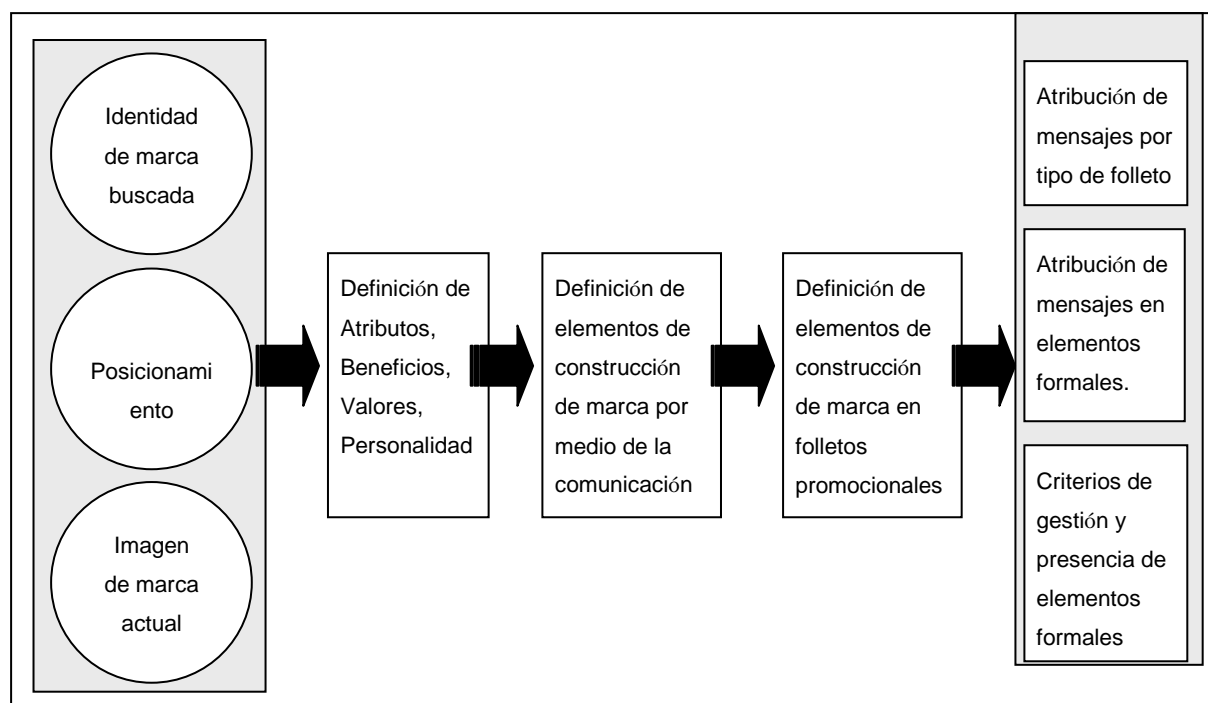 Identidad
de marca
buscada
Posicionami
ento
Imagen
de marca
actual
Definición de
Atributos,
Beneficios,
Valores,
Personalidad
Definición de
elementos de
construcción
de marca por
medio de la
comunicación
Definición de
elementos de
construcción
de marca en
folletos
promocionales
Atribución de
mensajes por
tipo de folleto
Atribución de
mensajes en
elementos
formales.
Criterios de
gestión y
presencia de
elementos
formales